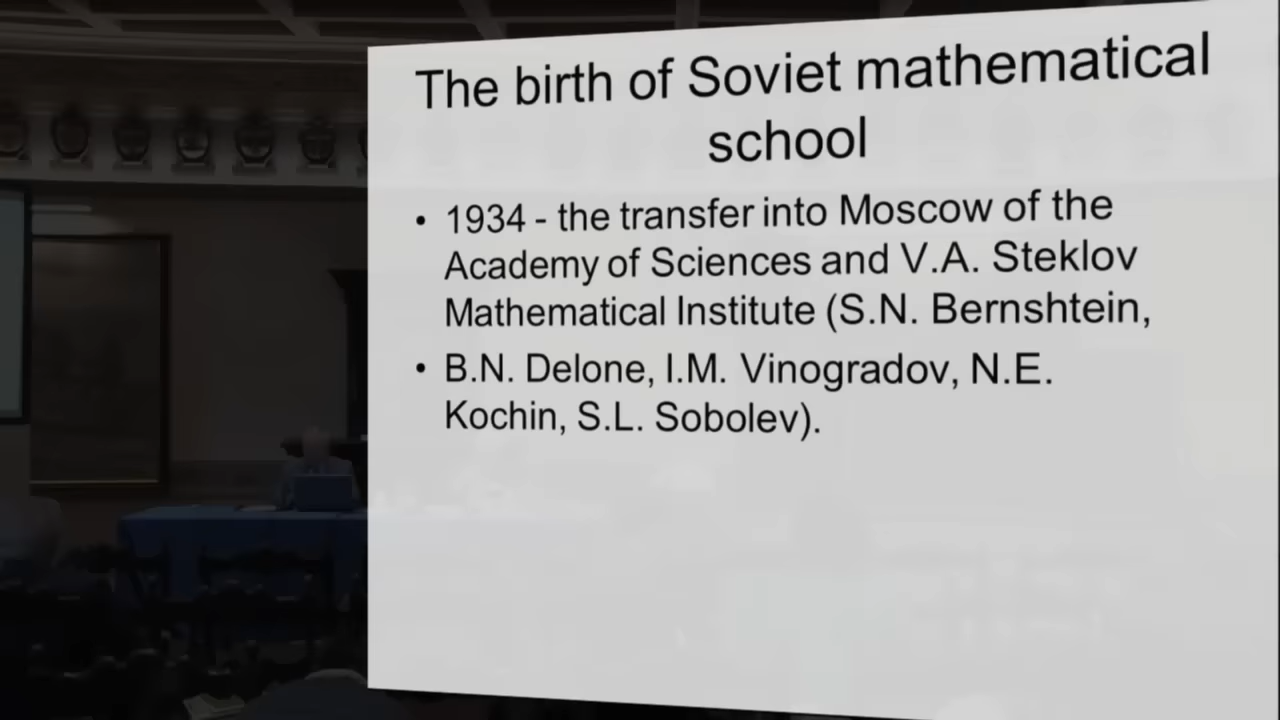 The birth of Soviet mathematical
school
• 1934 - the transfer into Moscow of the
Academy of Sciences and V.A. Steklov
Mathematical Institute (S.N. Bernshtein,
• B.N. Delone, I.M. Vinogradov, N.E.
Kochin, S.L. Sobolev).